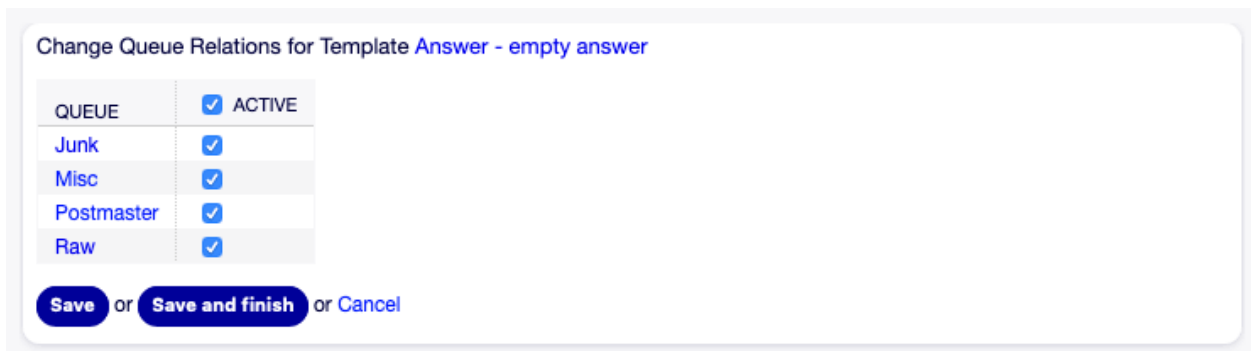 Change Queue Relations for Template Answer - empty answer
QUEUE ACTIVE
Junk
Misc
Postmaster
Raw
Save or Save and finish or Cancel